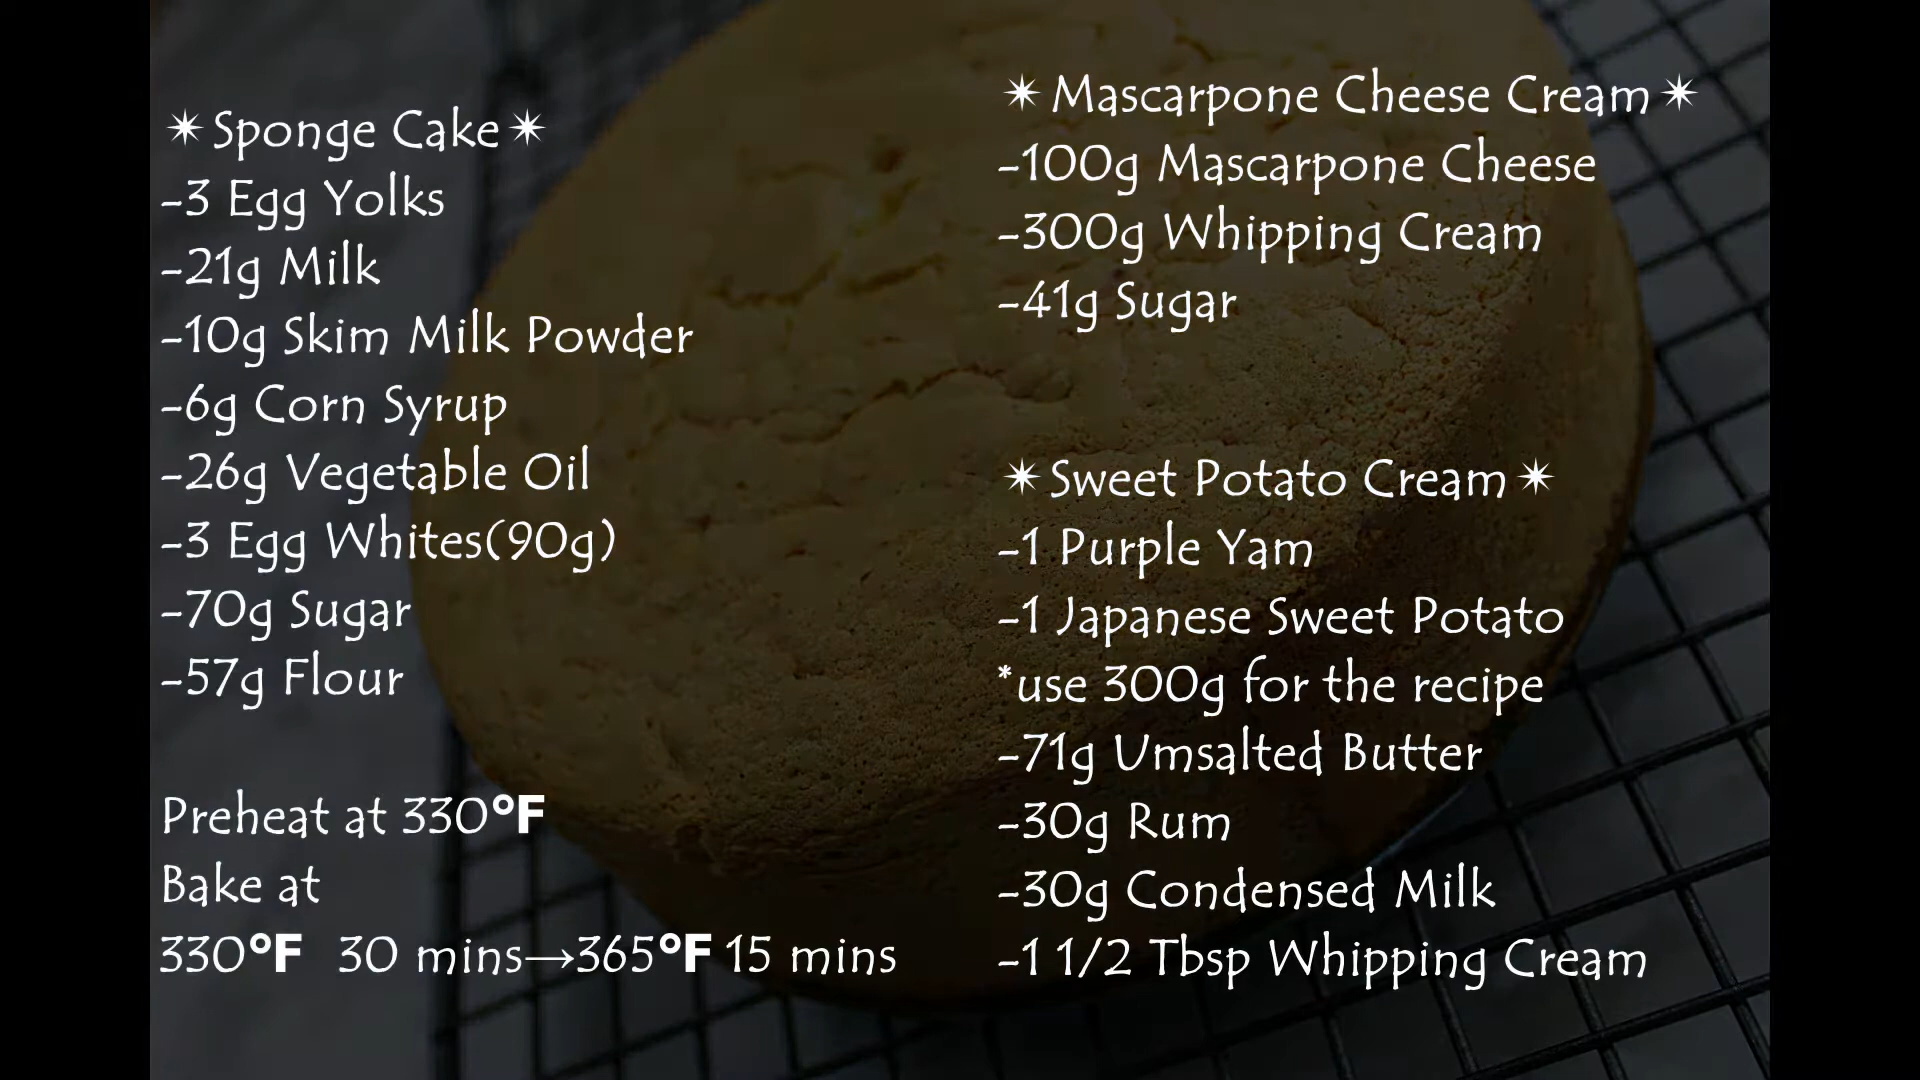 ✴Sponge Cake✴
-3 Egg Yolks
-21g Milk
-10g Skim Milk Powder
-6g Corn Syrup
-26g Vegetable Oil
-3 Egg Whites(90g)
-70g Sugar
-57g Flour
Preheat at 330°F
Bake at
330°F 30 mins→365°F 15 mins
✴Mascarpone Cheese Cream✴
-100g Mascarpone Cheese
-300g Whipping Cream
-41g Sugar
✴Sweet Potato Cream✴
-1 Purple Yam
-1 Japanese Sweet Potato
*use 300g for the recipe
-71g Umsalted Butter
-30g Rum
-30g Condensed Milk
-1 1/2 Tbsp Whipping Cream